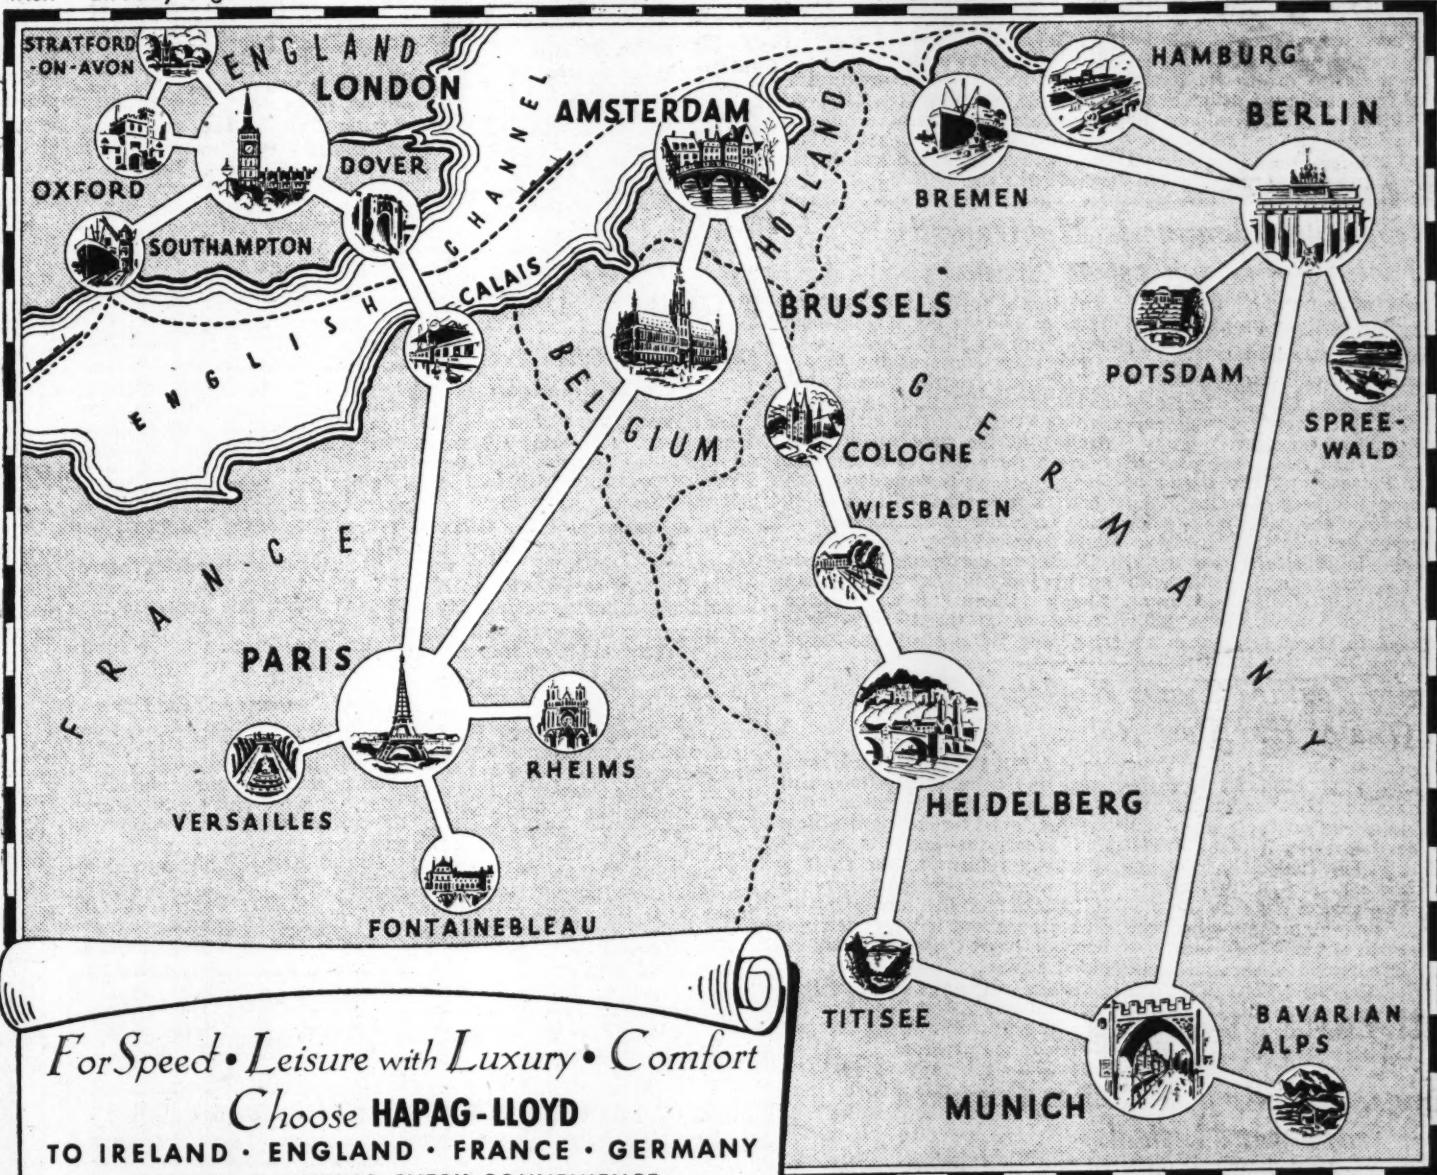 STRATFORD
-ON-AVON
ENGLAND
LONDON
OXFORD
DOVER
SOUTHAMPTON
ENGLISH CHANNEL
CALAIS
AMSTERDAM
HOLLAND
BRUSSELS
BELGIUM
HAMBURG
BREMEN
BERLIN
POTSDAM
SPREE-
WALD
GERMANY
COLOGNE
WIESBADEN
FRANCE
PARIS
RHEIMS
VERSAILLES
FONTAINEBLEAU
HEIDELBERG
TITISEE
BAVARIAN
ALPS
MUNICH
For Speed • Leisure with Luxury • Comfort
Choose HAPAG-LLOYD
TO IRELAND • ENGLAND • FRANCE • GERMANY